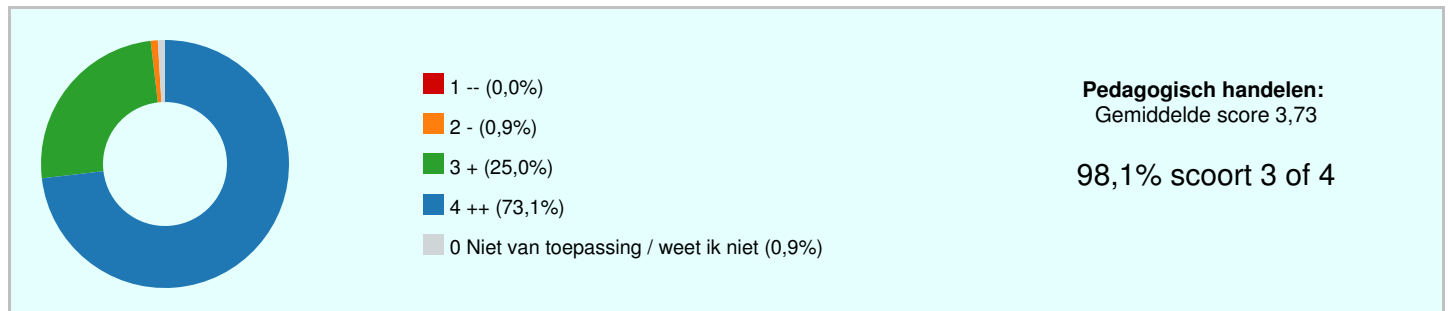 1 -- (0,0%)
2 - (0,9%)
3 + (25,0%)
4 ++ (73,1%)
0 Niet van toepassing / weet ik niet (0,9%)
Pedagogisch handelen:
Gemiddelde score 3,73
98,1% scoort 3 of 4